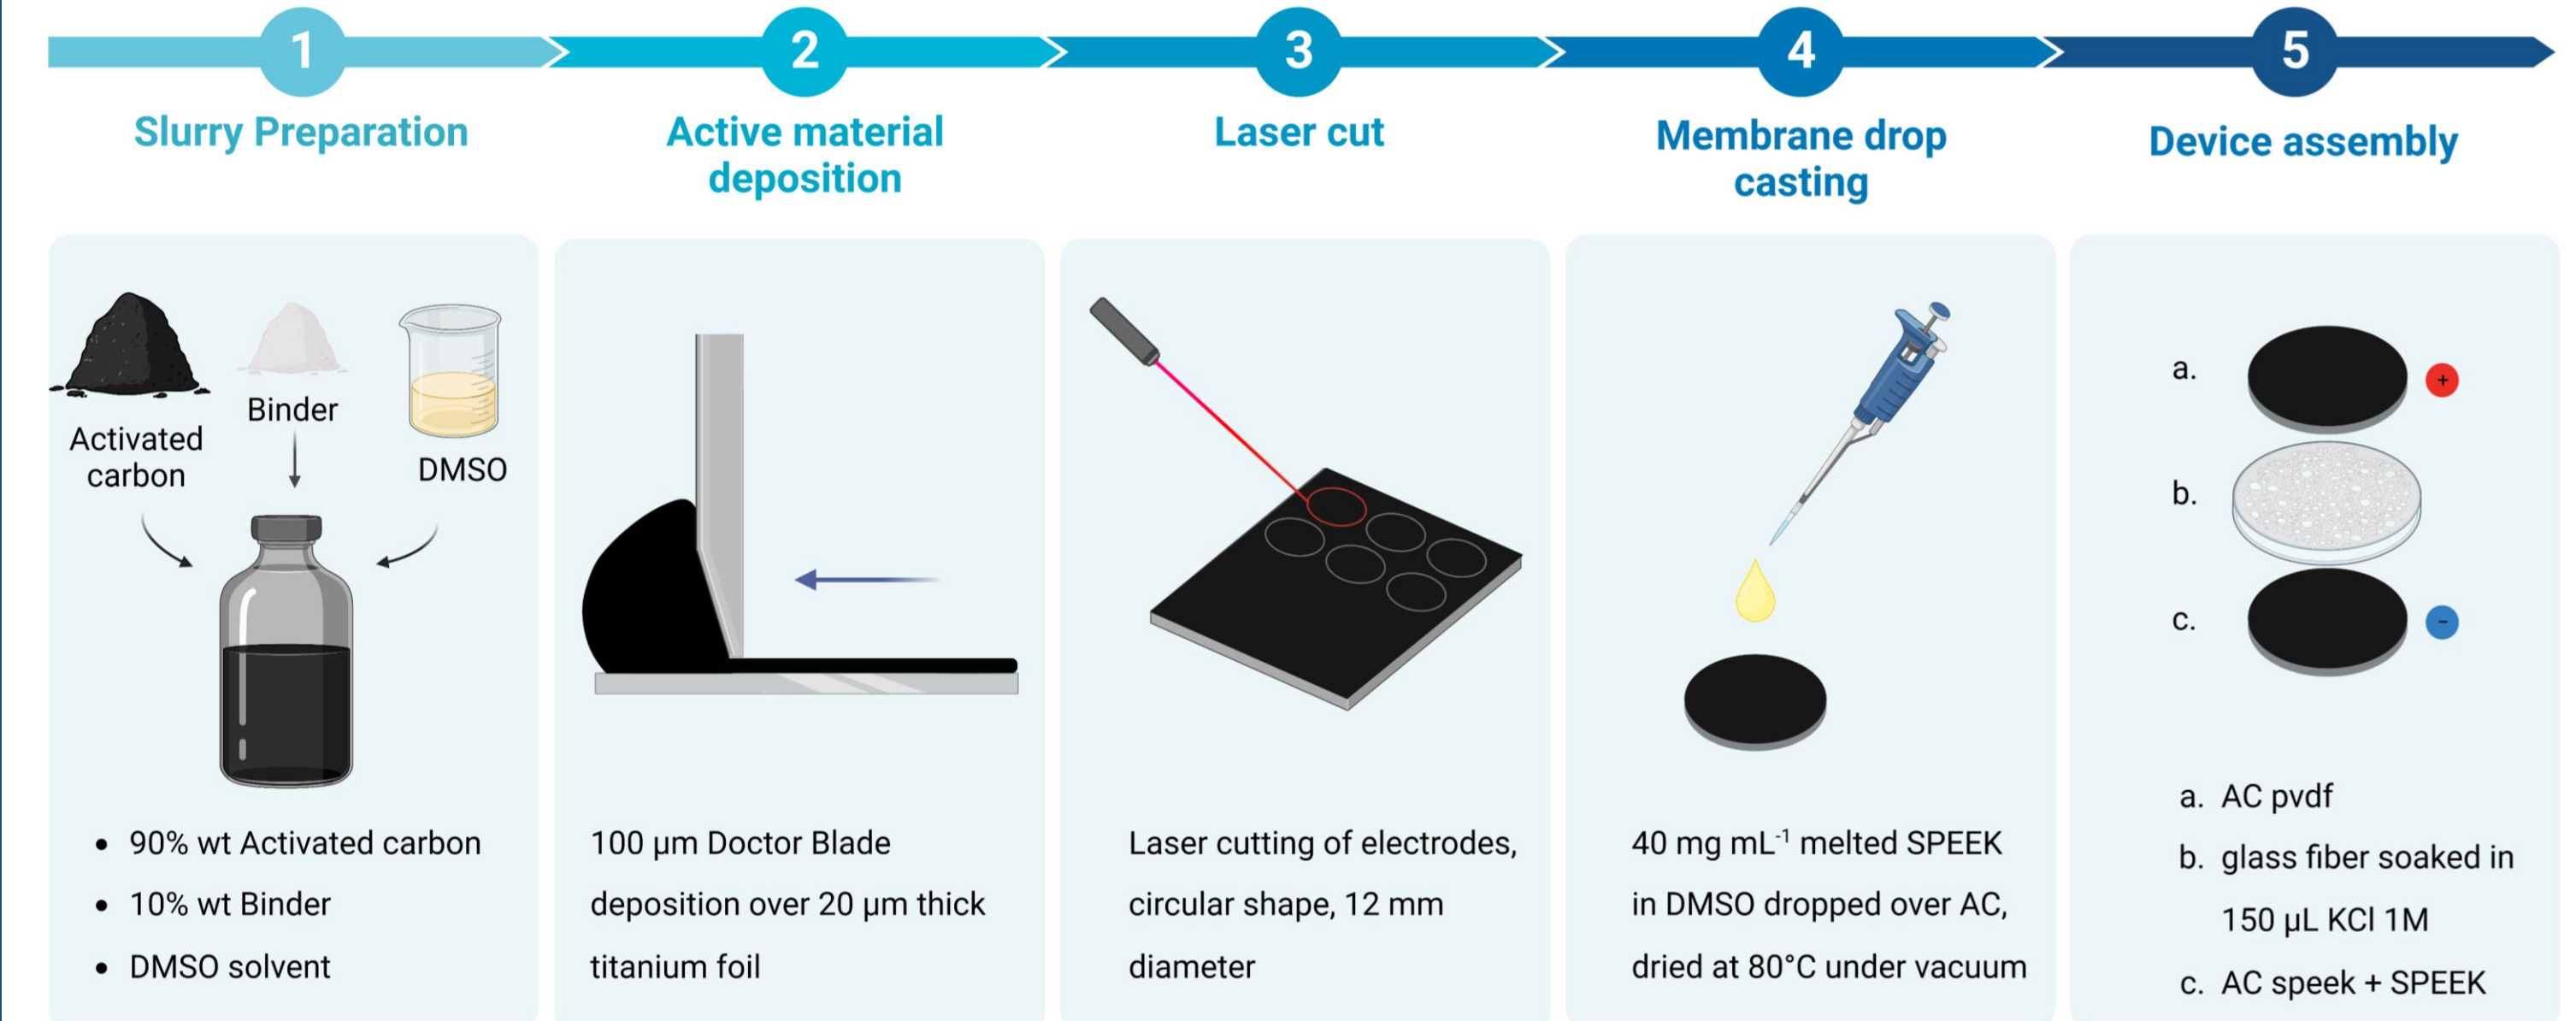 1
Slurry Preparation
Activated
carbon
Binder
DMSO
• 90% wt Activated carbon
• 10% wt Binder
• DMSO solvent
2
Active material
deposition
100 µm Doctor Blade
deposition over 20 µm thick
titanium foil
3
Laser cut
Laser cutting of electrodes,
circular shape, 12 mm
diameter
4
Membrane drop
casting
40 mg mL⁻¹ melted SPEEK
in DMSO dropped over AC,
dried at 80°C under vacuum
5
Device assembly
a.
+
b.
c.
-
a. AC pvdf
b. glass fiber soaked in
150 µL KCl 1M
c. AC speek + SPEEK